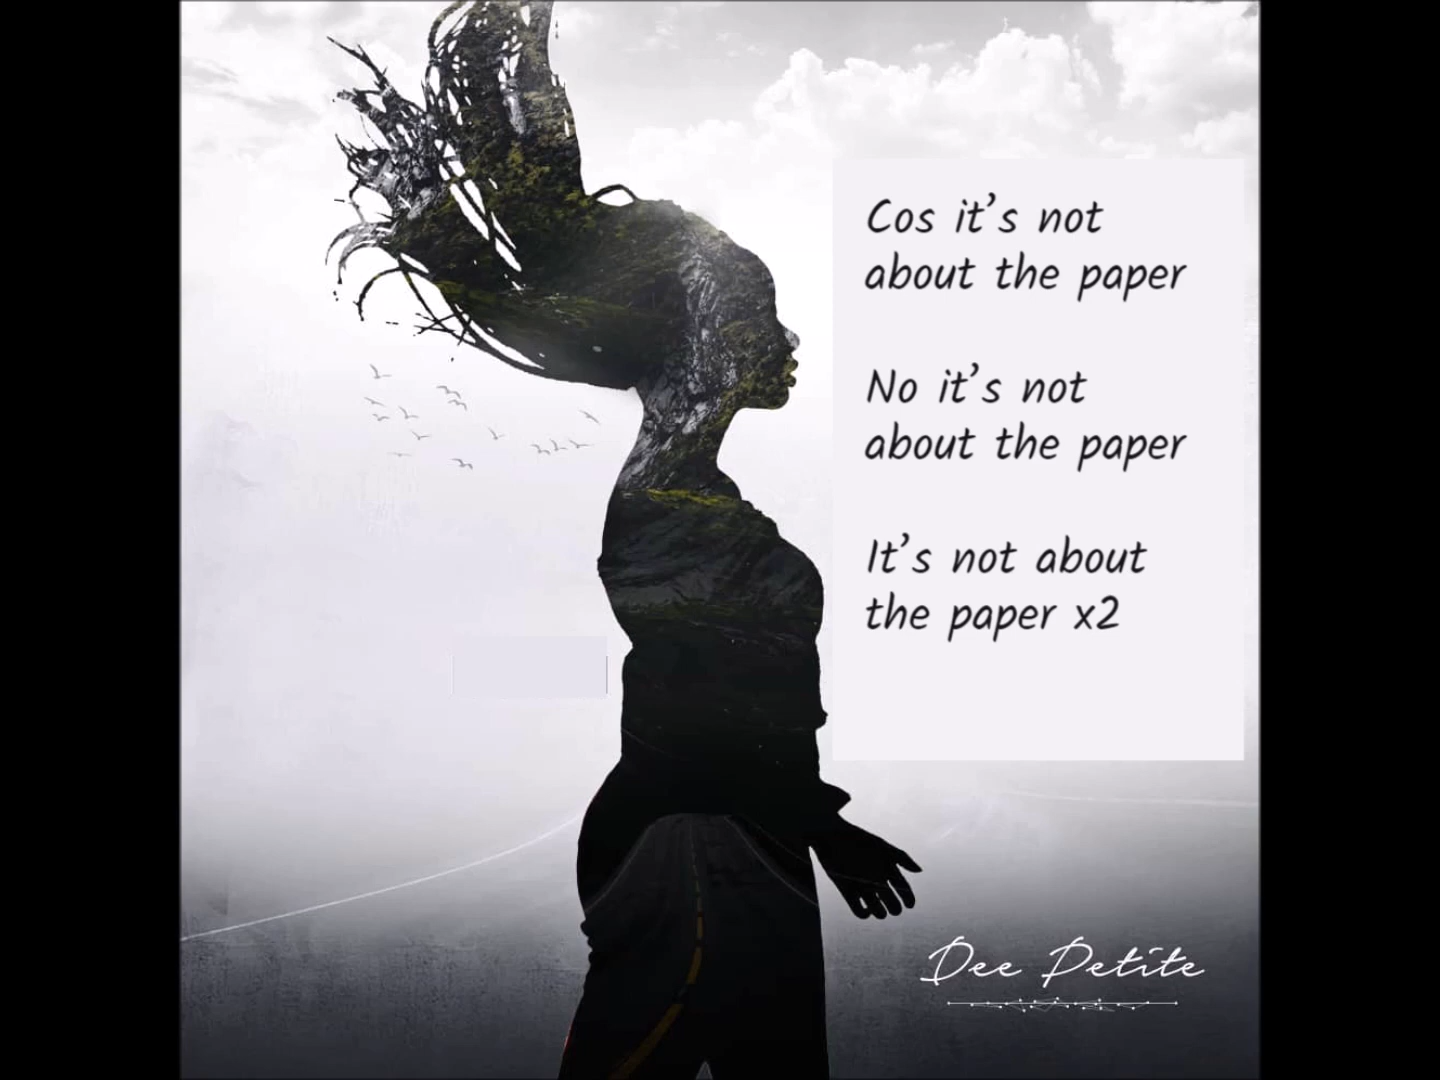 Cos it's not
about the paper
No it's not
about the paper
It's not about
the paper x2
Dee Petite